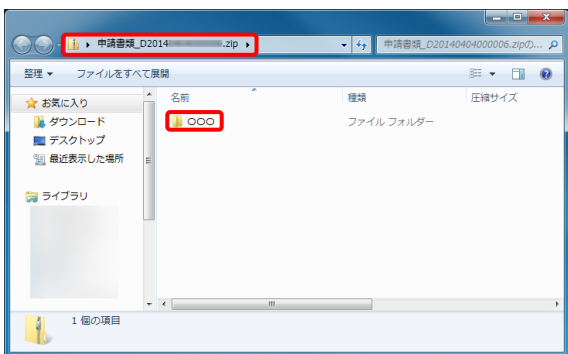 申請書類_D2014 .zip
申請書類_D20140404000006.zipの...
整理 ファイルをすべて展開
お気に入り
ダウンロード
デスクトップ
最近表示した場所
ライブラリ
名前 種類 圧縮サイズ
○○○ ファイル フォルダー
1 個の項目